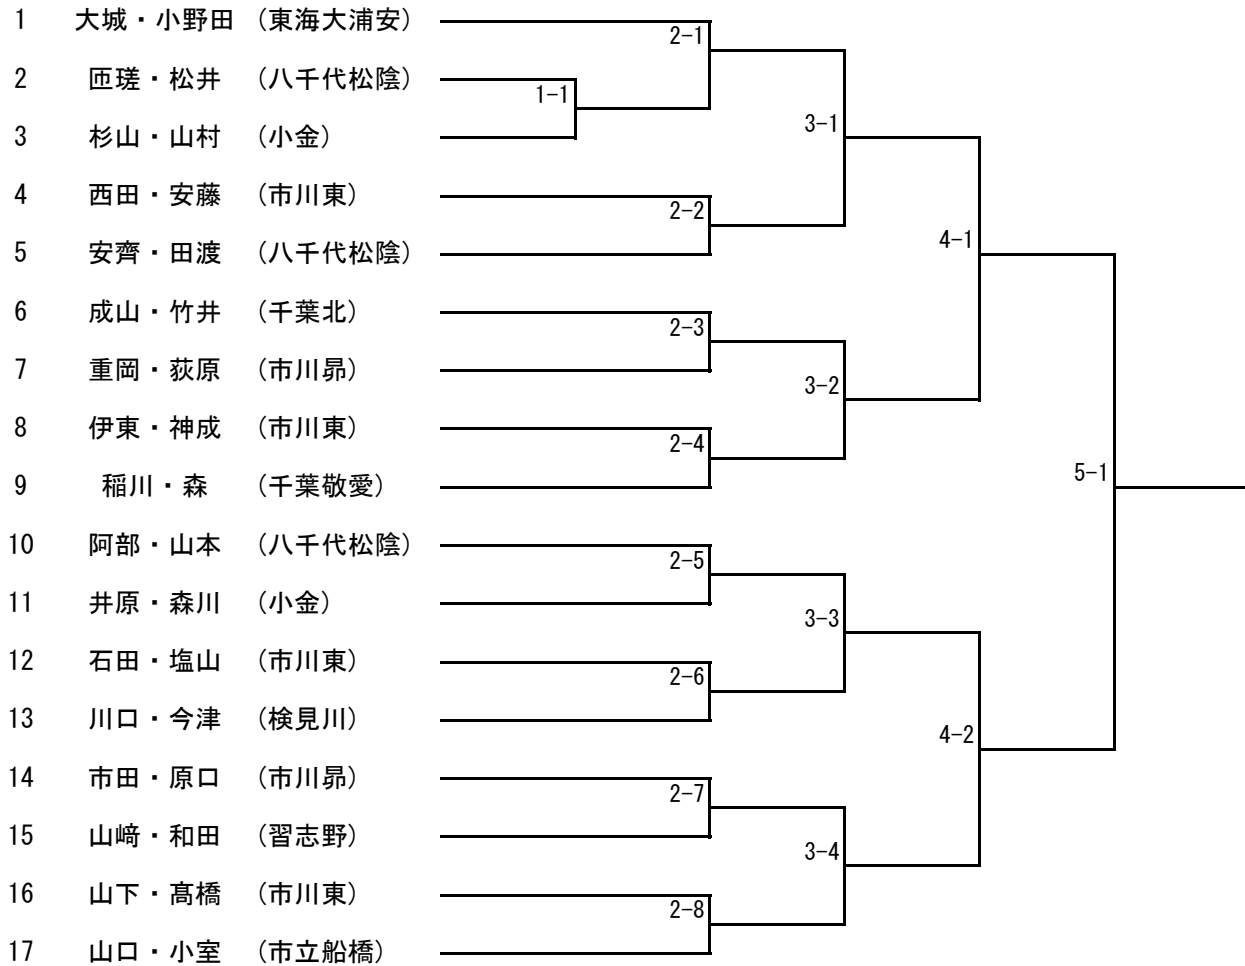 1 大城・小野田 （東海大浦安）
2-1
2 匝瑳・松井 （八千代松陰）
1-1
3 杉山・山村 （小金）
3-1
4 西田・安藤 （市川東）
2-2
4-1
5 安齊・田渡 （八千代松陰）
6 成山・竹井 （千葉北）
2-3
7 重岡・荻原 （市川昴）
3-2
8 伊東・神成 （市川東）
2-4
5-1
9 稲川・森 （千葉敬愛）
10 阿部・山本 （八千代松陰）
2-5
11 井原・森川 （小金）
3-3
12 石田・塩山 （市川東）
2-6
13 川口・今津 （検見川）
4-2
14 市田・原口 （市川昴）
2-7
15 山﨑・和田 （習志野）
3-4
16 山下・髙橋 （市川東）
2-8
17 山口・小室 （市立船橋）